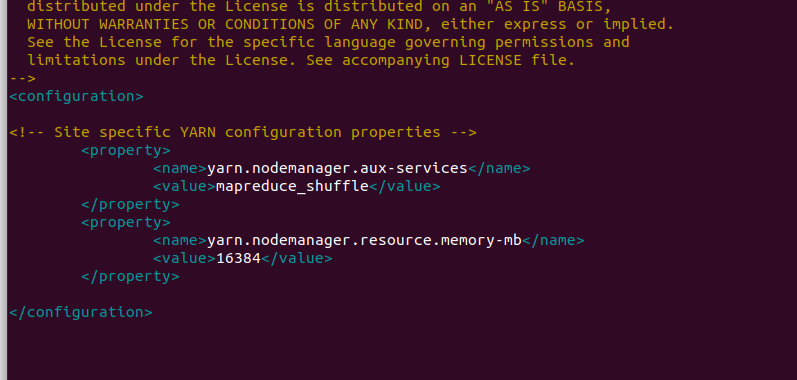 distributed under the License is distributed on an "AS IS" BASIS,
WITHOUT WARRANTIES OR CONDITIONS OF ANY KIND, either express or implied.
See the License for the specific language governing permissions and
limitations under the License. See accompanying LICENSE file.
-->
<configuration>
<!-- Site specific YARN configuration properties -->
<property>
<name>yarn.nodemanager.aux-services</name>
<value>mapreduce_shuffle</value>
</property>
<property>
<name>yarn.nodemanager.resource.memory-mb</name>
<value>16384</value>
</property>
</configuration>